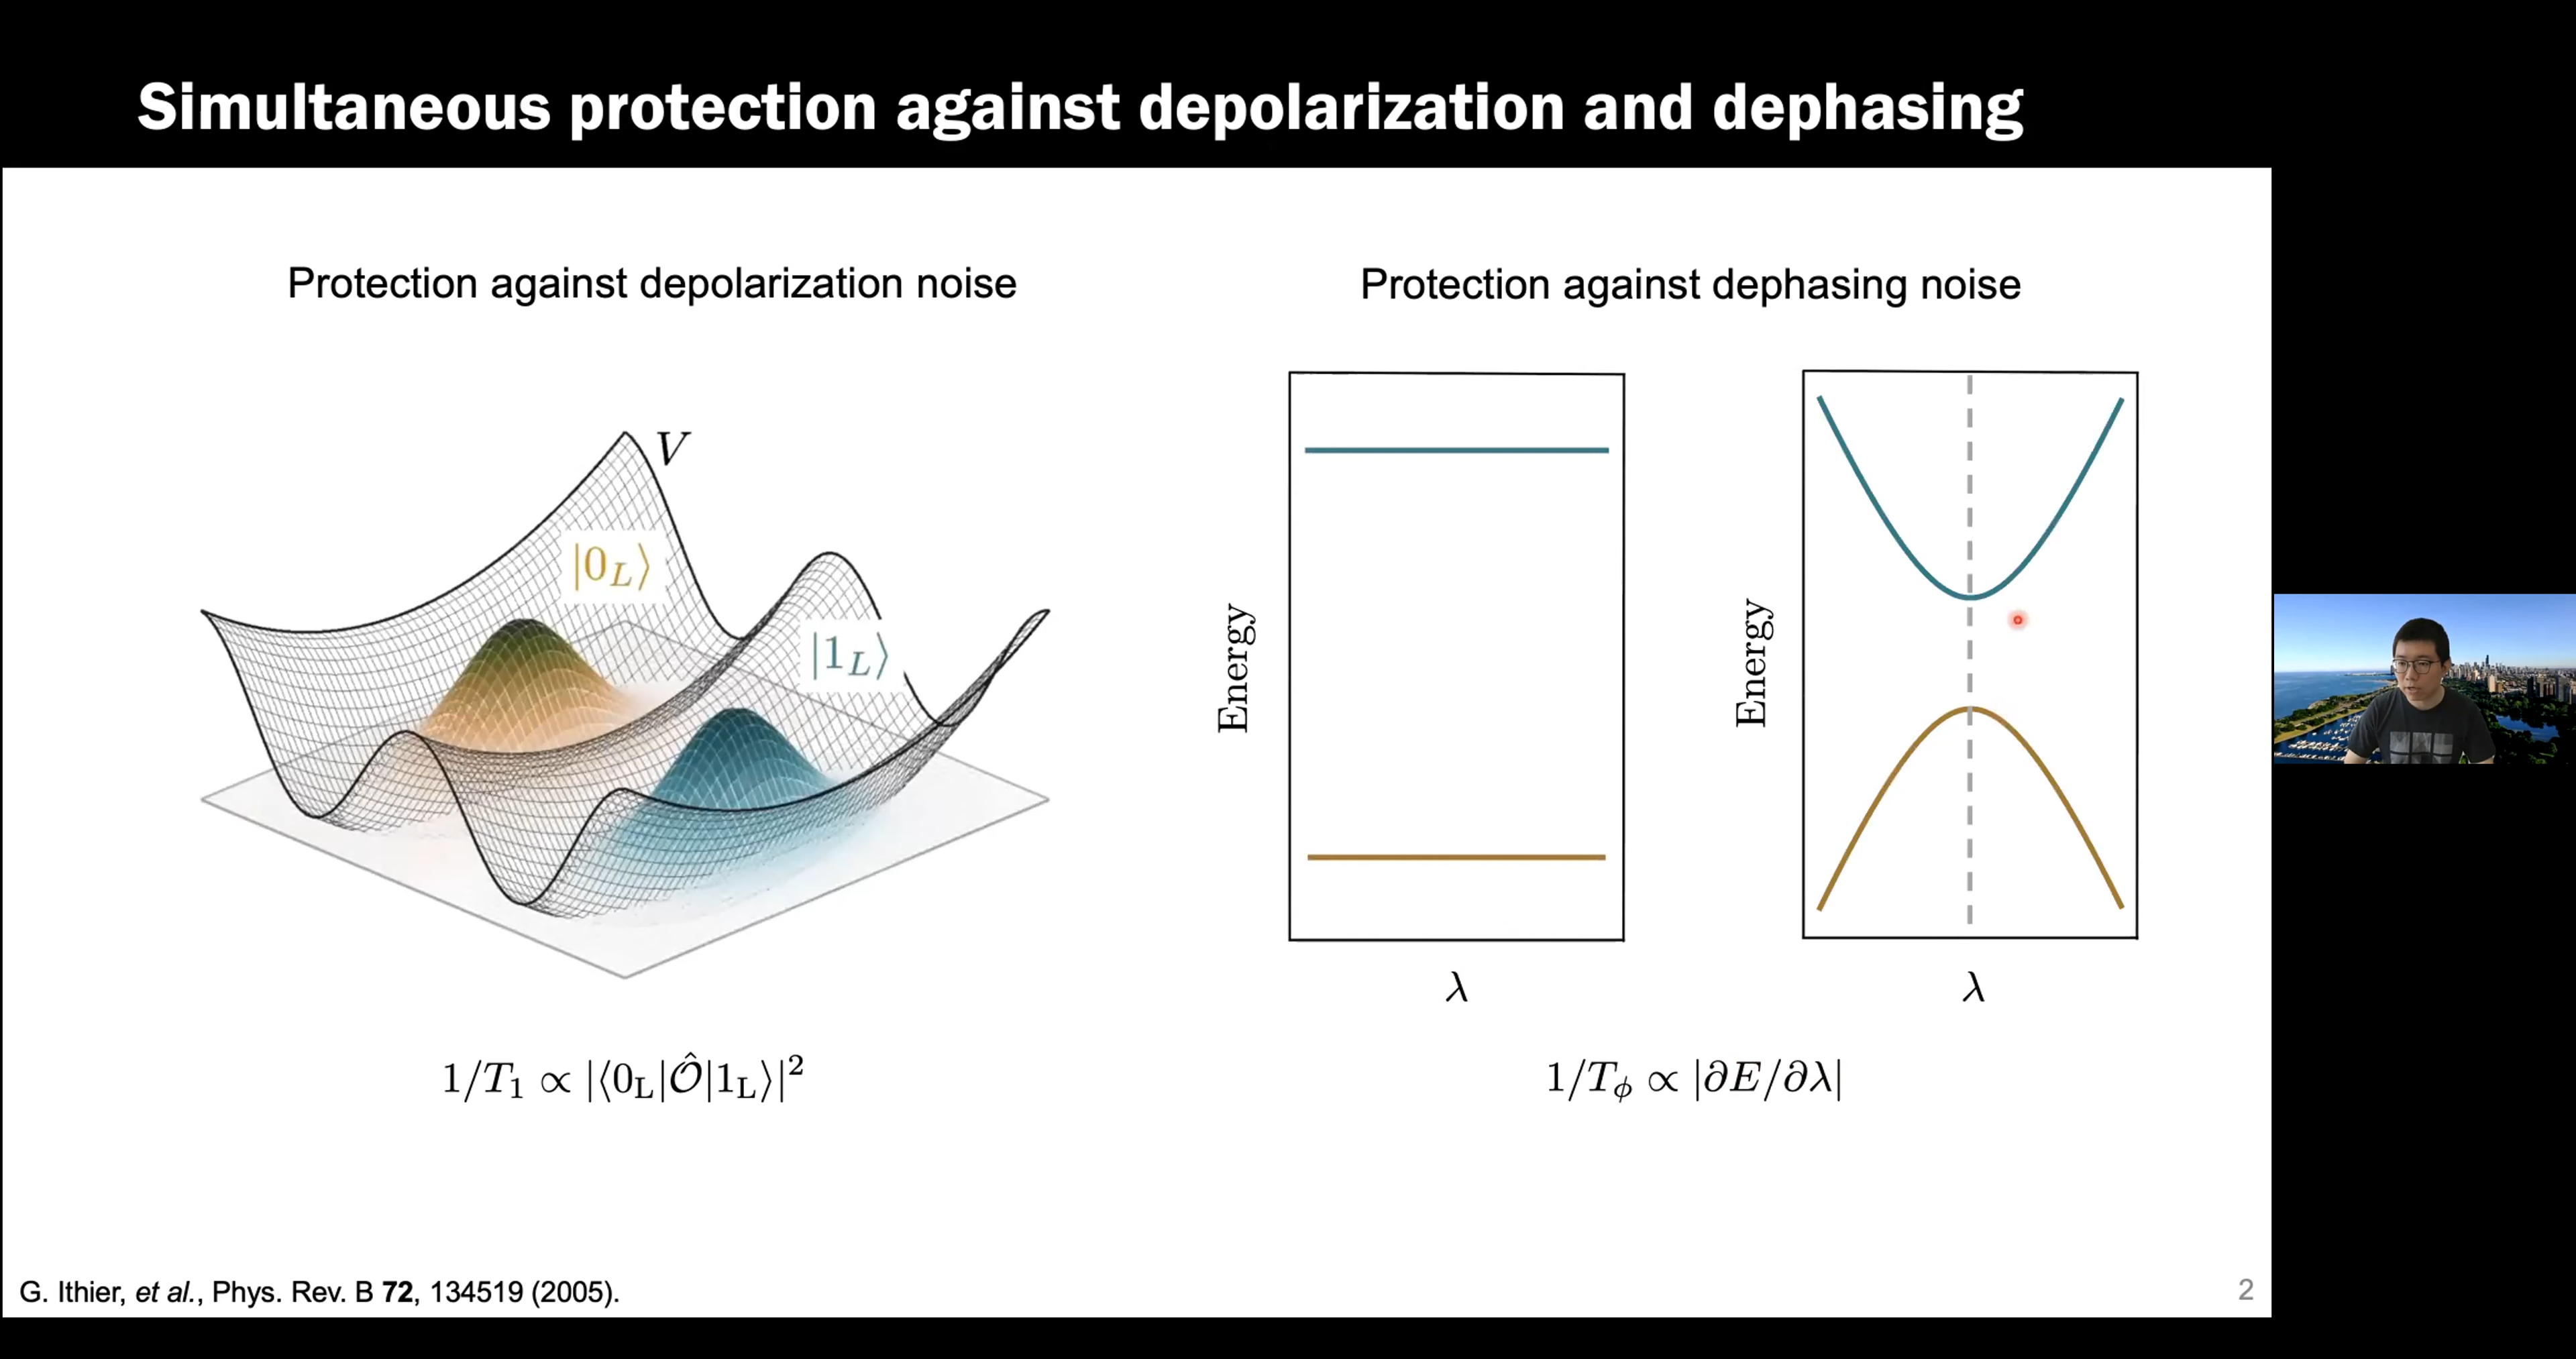 Simultaneous protection against depolarization and dephasing
Protection against depolarization noise
Protection against dephasing noise
V
|0_L⟩
|1_L⟩
Energy
λ
Energy
λ
1/T₁ ∝ |⟨0_L|Ô|1_L⟩|²
1/T_ϕ ∝ |∂E/∂λ|
G. Ithier, et al., Phys. Rev. B 72, 134519 (2005).
2